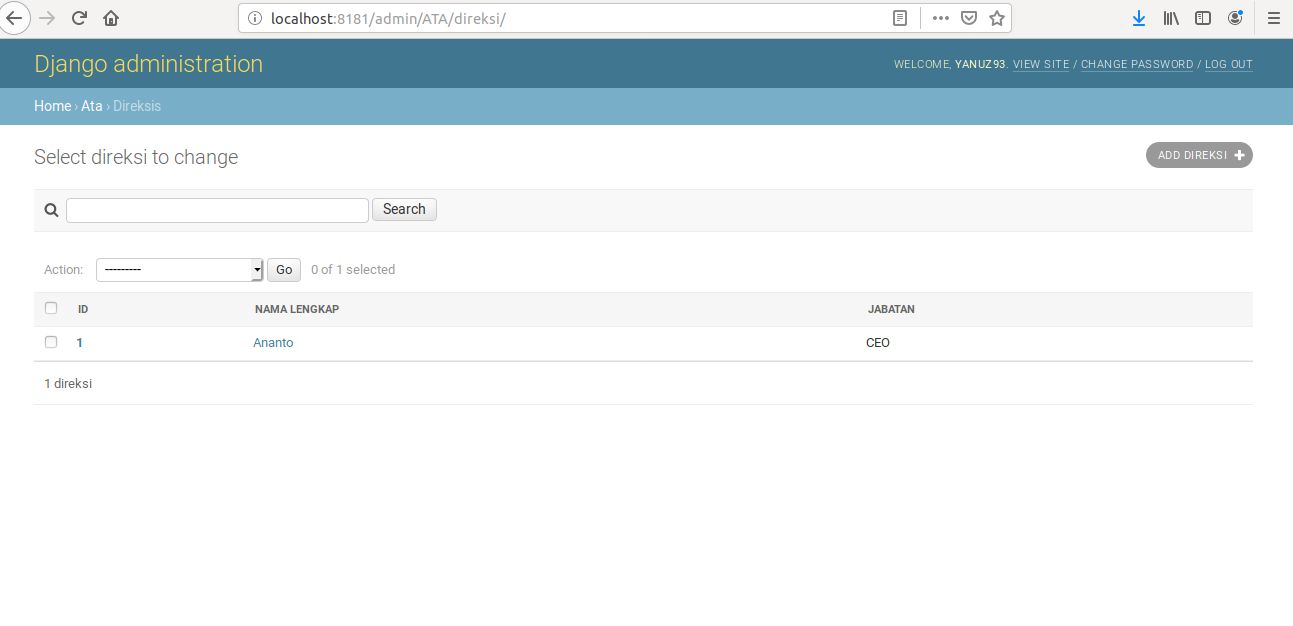 localhost:8181/admin/ATA/direksi/
Django administration
WELCOME, YANUZ93. VIEW SITE / CHANGE PASSWORD / LOG OUT
Home › Ata › Direksis
Select direksi to change
ADD DIREKSI
Search
Action: --------- Go 0 of 1 selected
ID NAMA LENGKAP JABATAN
1 Ananto CEO
1 direksi